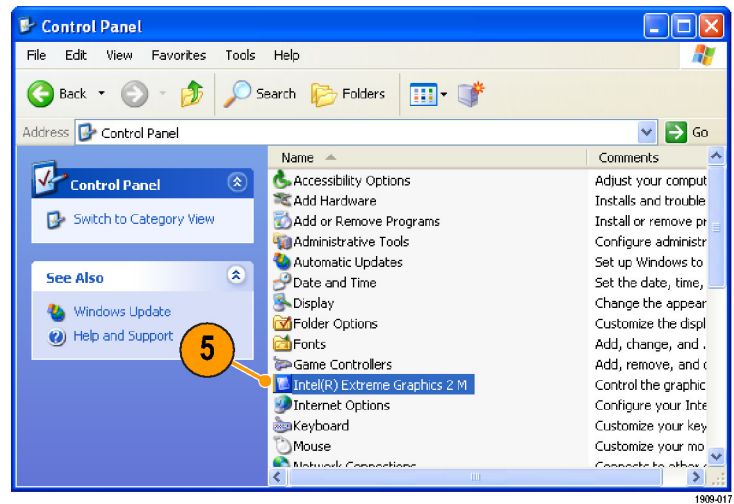 Control Panel
File Edit View Favorites Tools Help
Back Search Folders
Address Control Panel Go
Name Comments
Control Panel
Switch to Category View
See Also
Windows Update
Help and Support
5
Accessibility Options Adjust your comput
Add Hardware Installs and trouble
Add or Remove Programs Install or remove pr
Administrative Tools Configure administr
Automatic Updates Set up Windows to
Date and Time Set the date, time,
Display Change the appear
Folder Options Customize the displ
Fonts Add, change, and .
Game Controllers Add, remove, and c
Intel(R) Extreme Graphics 2 M Control the graphic
Internet Options Configure your Inte
Keyboard Customize your key
Mouse Customize your mo
Network Connections Connects to other
1909-017